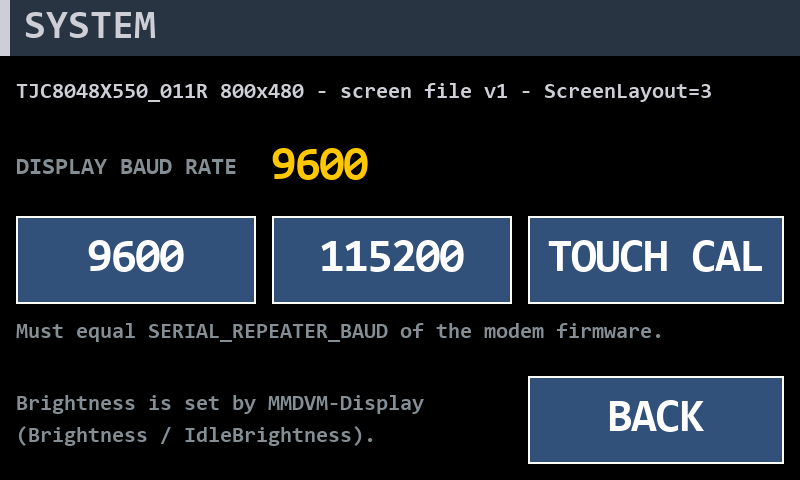 SYSTEM
TJC8048X550_011R 800x480 - screen file v1 - ScreenLayout=3
DISPLAY BAUD RATE 9600
9600 115200 TOUCH CAL
Must equal SERIAL_REPEATER_BAUD of the modem firmware.
Brightness is set by MMDVM-Display
(Brightness / IdleBrightness).
BACK